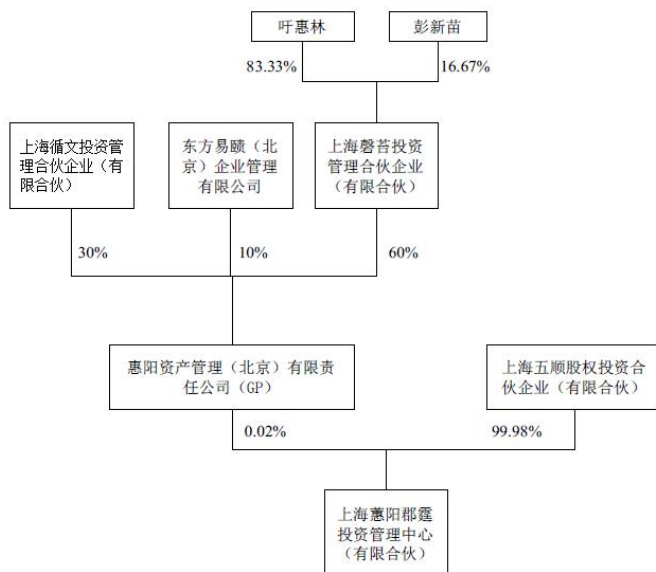 吁惠林
彭新苗
83.33%
16.67%
上海循文投资管
理合伙企业（有
限合伙）
东方易赜（北
京）企业管理
有限公司
上海磬苔投资
管理合伙企业
（有限合伙）
30%
10%
60%
惠阳资产管理（北京）有限责
任公司（GP）
上海五顺股权投资合
伙企业（有限合伙）
0.02%
99.98%
上海蕙阳郡霆
投资管理中心
（有限合伙）